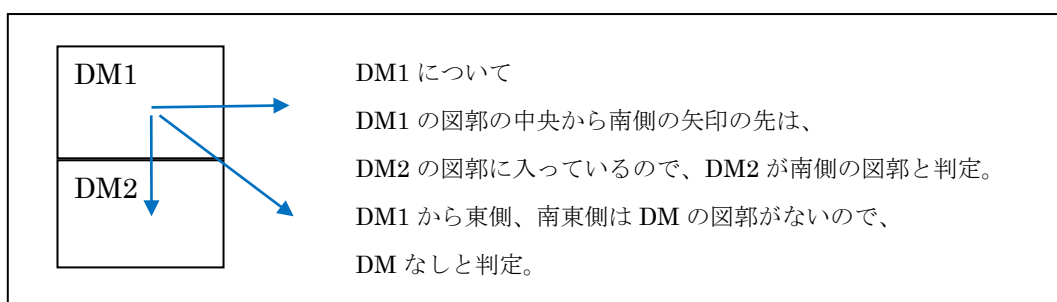 DM1
DM2
DM1 について
DM1 の図郭の中央から南側の矢印の先は、
DM2 の図郭に入っているので、DM2 が南側の図郭と判定。
DM1 から東側、南東側は DM の図郭がないので、
DM なしと判定。